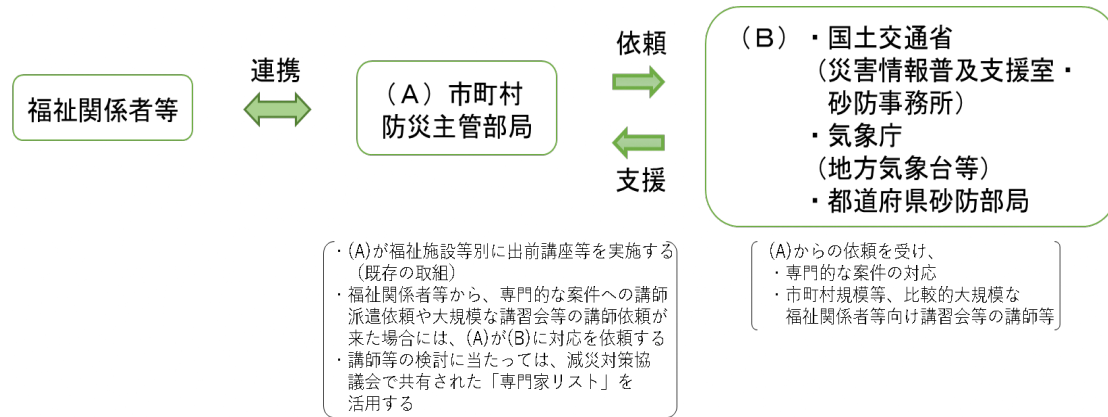 福祉関係者等
連携
(A)市町村
防災主管部局
依頼
支援
(B)・国土交通省
(災害情報普及支援室・
砂防事務所)
・気象庁
(地方気象台等)
・都道府県砂防部局
・(A)が福祉施設等別に出前講座等を実施する
(既存の取組)
・福祉関係者等から、専門的な案件への講師
派遣依頼や大規模な講習会等の講師依頼が
来た場合には、(A)が(B)に対応を依頼する
・講師等の検討に当たっては、減災対策協
議会で共有された「専門家リスト」を
活用する
(A)からの依頼を受け、
・専門的な案件の対応
・市町村規模等、比較的大規模な
福祉関係者等向け講習会等の講師等